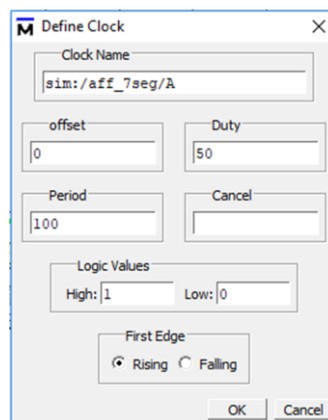 Define Clock
Clock Name
sim:/aff_7seg/A
offset
Duty
0
50
Period
Cancel
100
Logic Values
High: 1 Low: 0
First Edge
Rising Falling
OK Cancel